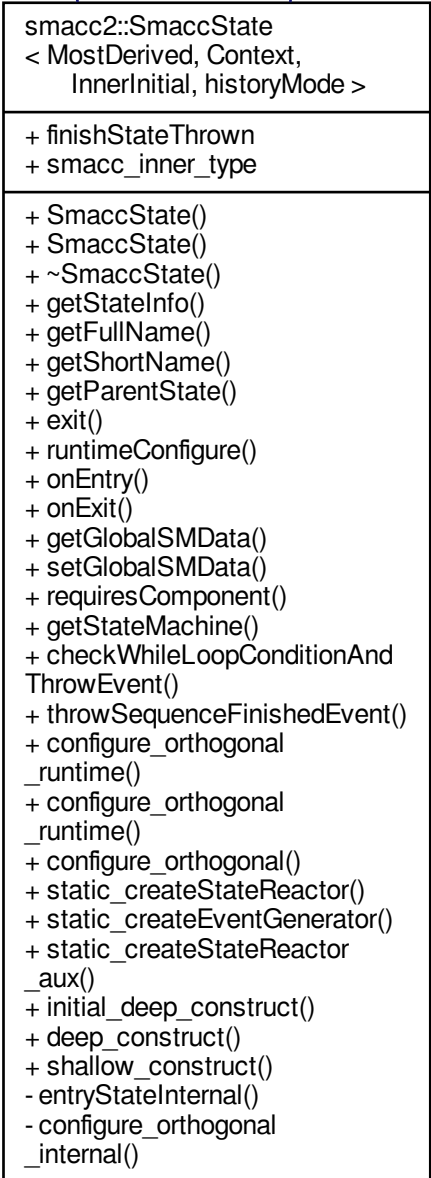 smacc2::SmaccState
< MostDerived, Context,
InnerInitial, historyMode >
+ finishStateThrown
+ smacc_inner_type
+ SmaccState()
+ SmaccState()
+ ~SmaccState()
+ getStateInfo()
+ getFullName()
+ getShortName()
+ getParentState()
+ exit()
+ runtimeConfigure()
+ onEntry()
+ onExit()
+ getGlobalSMData()
+ setGlobalSMData()
+ requiresComponent()
+ getStateMachine()
+ checkWhileLoopConditionAnd
ThrowEvent()
+ throwSequenceFinishedEvent()
+ configure_orthogonal
_runtime()
+ configure_orthogonal
_runtime()
+ configure_orthogonal()
+ static_createStateReactor()
+ static_createEventGenerator()
+ static_createStateReactor
_aux()
+ initial_deep_construct()
+ deep_construct()
+ shallow_construct()
- entryStateInternal()
- configure_orthogonal
_internal()